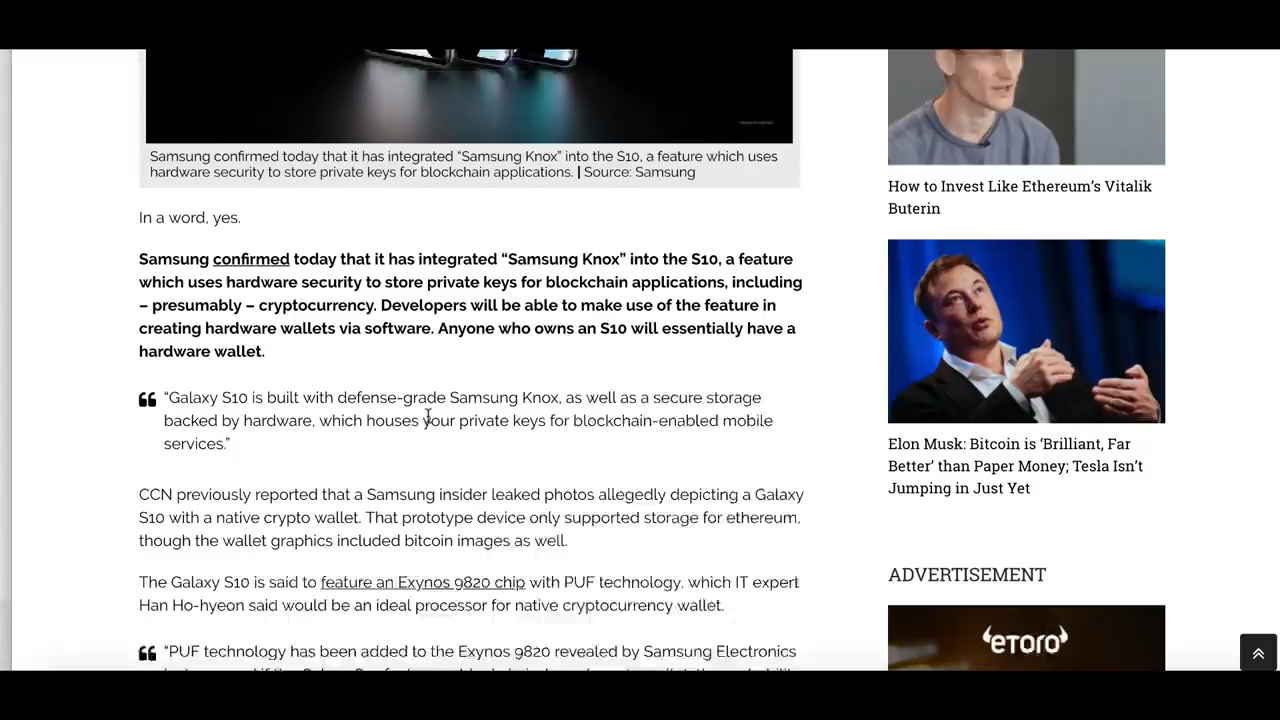 Samsung confirmed today that it has integrated “Samsung Knox” into the S10, a feature which uses
hardware security to store private keys for blockchain applications. | Source: Samsung
In a word, yes.
Samsung confirmed today that it has integrated “Samsung Knox” into the S10, a feature
which uses hardware security to store private keys for blockchain applications, including
– presumably – cryptocurrency. Developers will be able to make use of the feature in
creating hardware wallets via software. Anyone who owns an S10 will essentially have a
hardware wallet.
“Galaxy S10 is built with defense-grade Samsung Knox, as well as a secure storage
backed by hardware, which houses your private keys for blockchain-enabled mobile
services.”
CCN previously reported that a Samsung insider leaked photos allegedly depicting a Galaxy
S10 with a native crypto wallet. That prototype device only supported storage for ethereum,
though the wallet graphics included bitcoin images as well.
The Galaxy S10 is said to feature an Exynos 9820 chip with PUF technology, which IT expert
Han Ho-hyeon said would be an ideal processor for native cryptocurrency wallet.
“PUF technology has been added to the Exynos 9820 revealed by Samsung Electronics
How to Invest Like Ethereum’s Vitalik
Buterin
Elon Musk: Bitcoin is ‘Brilliant, Far
Better’ than Paper Money; Tesla Isn’t
Jumping in Just Yet
ADVERTISEMENT
eToro